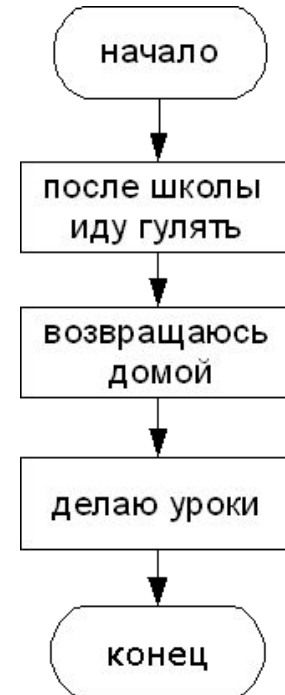 начало
после школы
иду гулять
возвращаюсь
домой
делаю уроки
конец